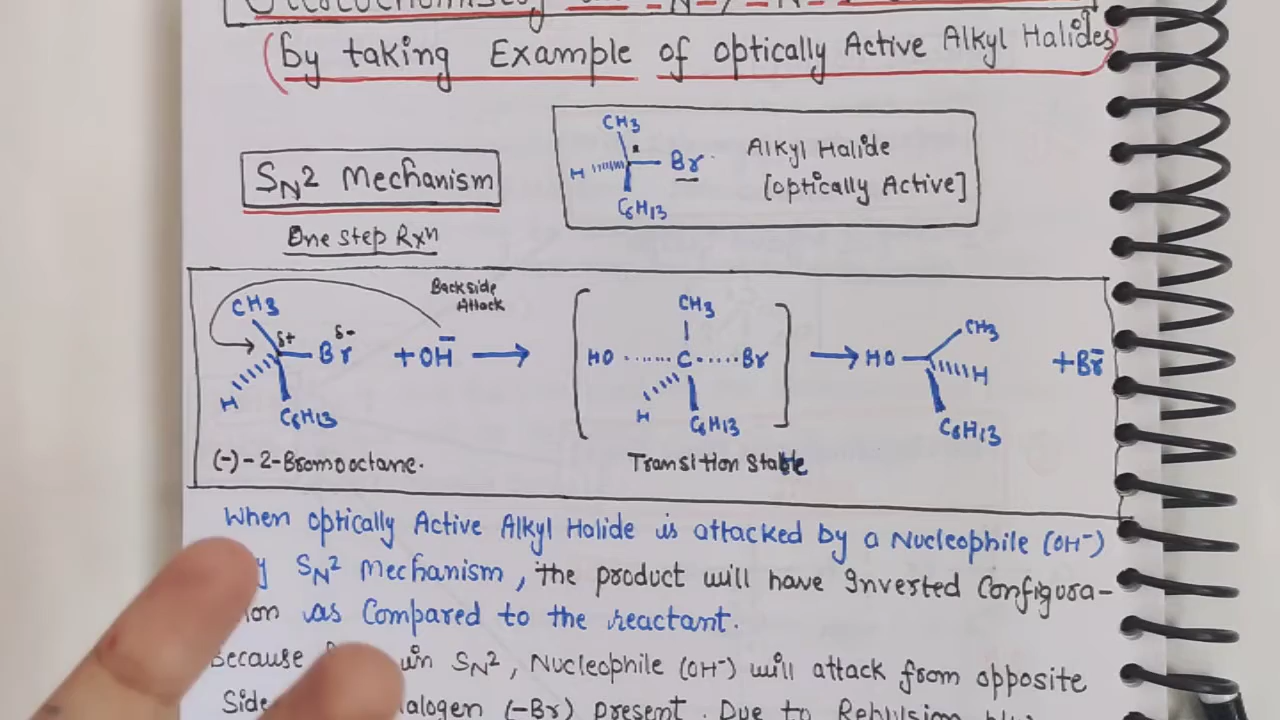 by taking Example of optically Active Alkyl Halides
CH3
H Br
C6H13
Alkyl Halide
[optically Active]
SN2 Mechanism
One step Rxn
Backside
Attack
CH3
δ+ δ-
Br + OH-
H
C6H13
(-)-2-Bromooctane.
CH3
HO C Br
H
C6H13
Transition State
CH3
HO H
C6H13
+ Br-
When optically Active Alkyl Halide is attacked by a Nucleophile (OH-)
SN2 Mechanism, the product will have Inverted Configura-
as Compared to the reactant.
Because in SN2, Nucleophile (OH-) will attack from opposite
Side (-Br) present. Due to